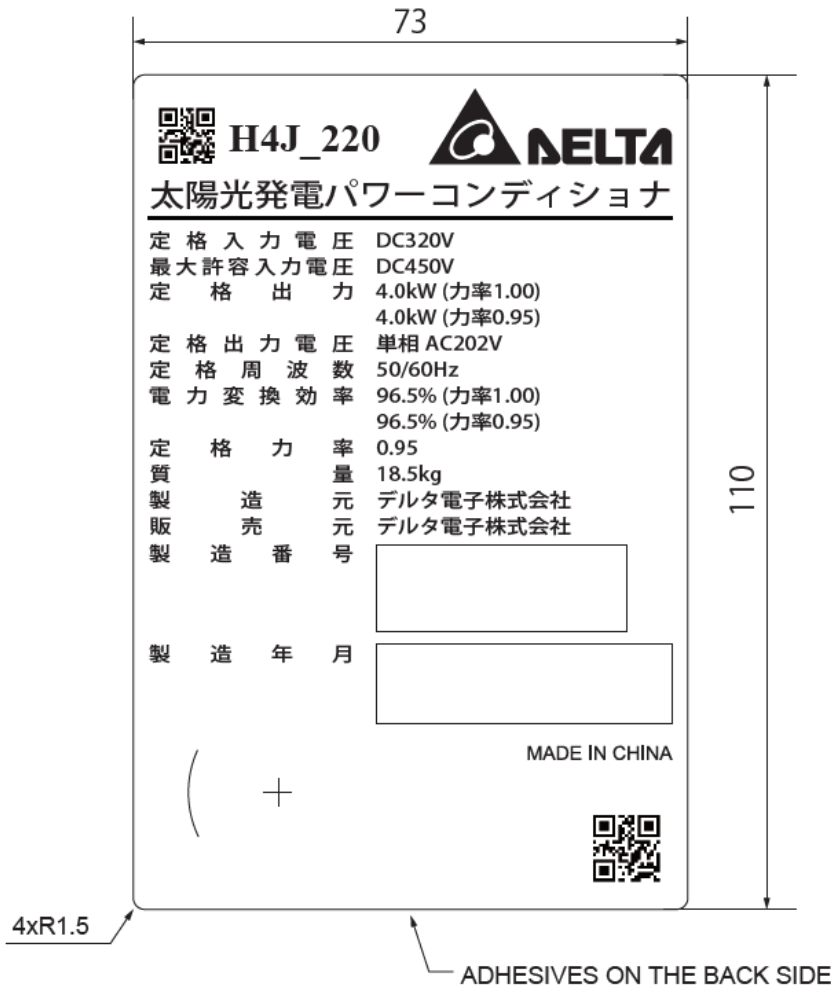 73
H4J_220
DELTA
太陽光発電パワーコンディショナ
定格入力電圧 DC320V
最大許容入力電圧 DC450V
定格出力 4.0kW (力率1.00)
4.0kW (力率0.95)
定格出力電圧 単相 AC202V
定格周波数 50/60Hz
電力変換効率 96.5% (力率1.00)
96.5% (力率0.95)
定格力率 0.95
質量 18.5kg
製造元 デルタ電子株式会社
販売元 デルタ電子株式会社
製造番号
製造年月
MADE IN CHINA
110
4xR1.5
ADHESIVES ON THE BACK SIDE